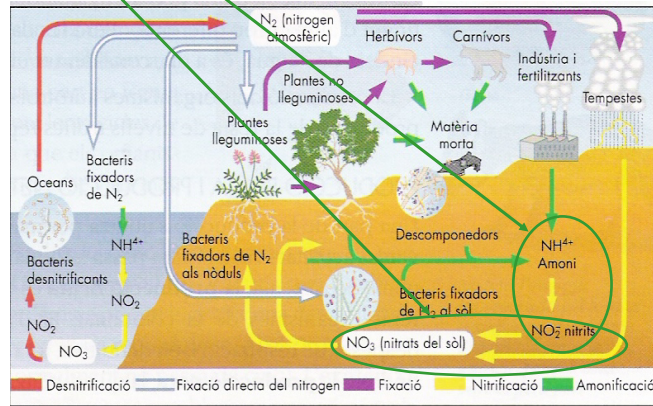 N₂ (nitrogen
atmosfèric)
Herbívors
Carnívors
Indústria i
fertilitzants
Tempestes
Plantes no
lleguminoses
Plantes
lleguminoses
Matèria
morta
Bacteris
fixadors
de N₂
Oceans
NH⁴⁺
Bacteris
desnitrificants
NO₂
NO₂
NO₃
Bacteris
fixadors de N₂
als nòduls
Descomponedors
NH⁴⁺
Amoni
Bacteris fixadors
de N₂ al sòl
NO₂⁻ nitrits
NO₃ (nitrats del sòl)
Desnitrificació
Fixació directa del nitrogen
Fixació
Nitrificació
Amonificació